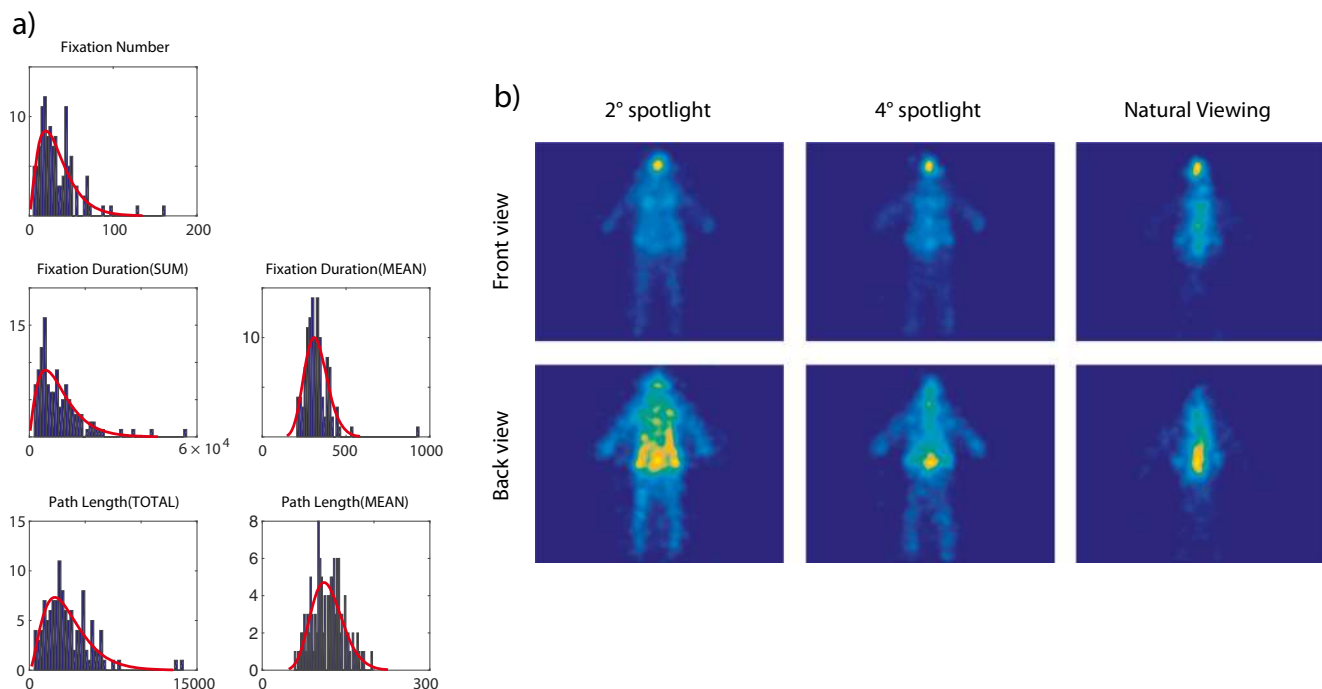 a)
Fixation Number
10
0
100
200
Fixation Duration(SUM)
15
0
6 × 10⁴
Fixation Duration(MEAN)
10
0
500
1000
Path Length(TOTAL)
15
10
5
0
0
15000
Path Length(MEAN)
8
6
4
2
0
0
300
b)
2° spotlight
4° spotlight
Natural Viewing
Front view
Back view